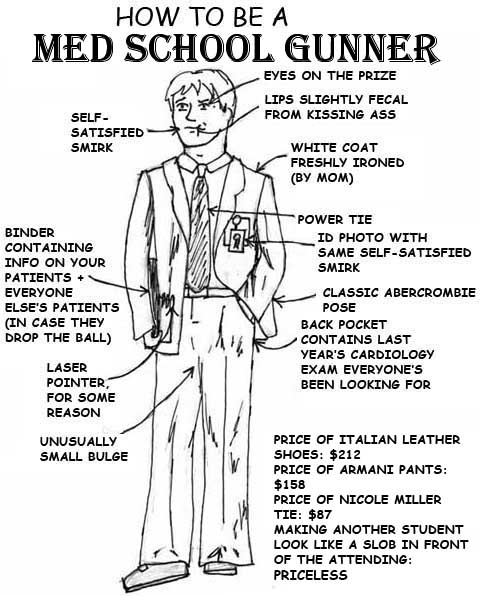 HOW TO BE A
MED SCHOOL GUNNER
EYES ON THE PRIZE
LIPS SLIGHTLY FECAL
FROM KISSING ASS
SELF-
SATISFIED
SMIRK
WHITE COAT
FRESHLY IRONED
(BY MOM)
POWER TIE
ID PHOTO WITH
SAME SELF-SATISFIED
SMIRK
BINDER
CONTAINING
INFO ON YOUR
PATIENTS +
EVERYONE
ELSE'S PATIENTS
(IN CASE THEY
DROP THE BALL)
CLASSIC ABERCROMBIE
POSE
BACK POCKET
CONTAINS LAST
YEAR'S CARDIOLOGY
EXAM EVERYONE'S
BEEN LOOKING FOR
LASER
POINTER,
FOR SOME
REASON
UNUSUALLY
SMALL BULGE
PRICE OF ITALIAN LEATHER
SHOES: $212
PRICE OF ARMANI PANTS:
$158
PRICE OF NICOLE MILLER
TIE: $87
MAKING ANOTHER STUDENT
LOOK LIKE A SLOB IN FRONT
OF THE ATTENDING:
PRICELESS